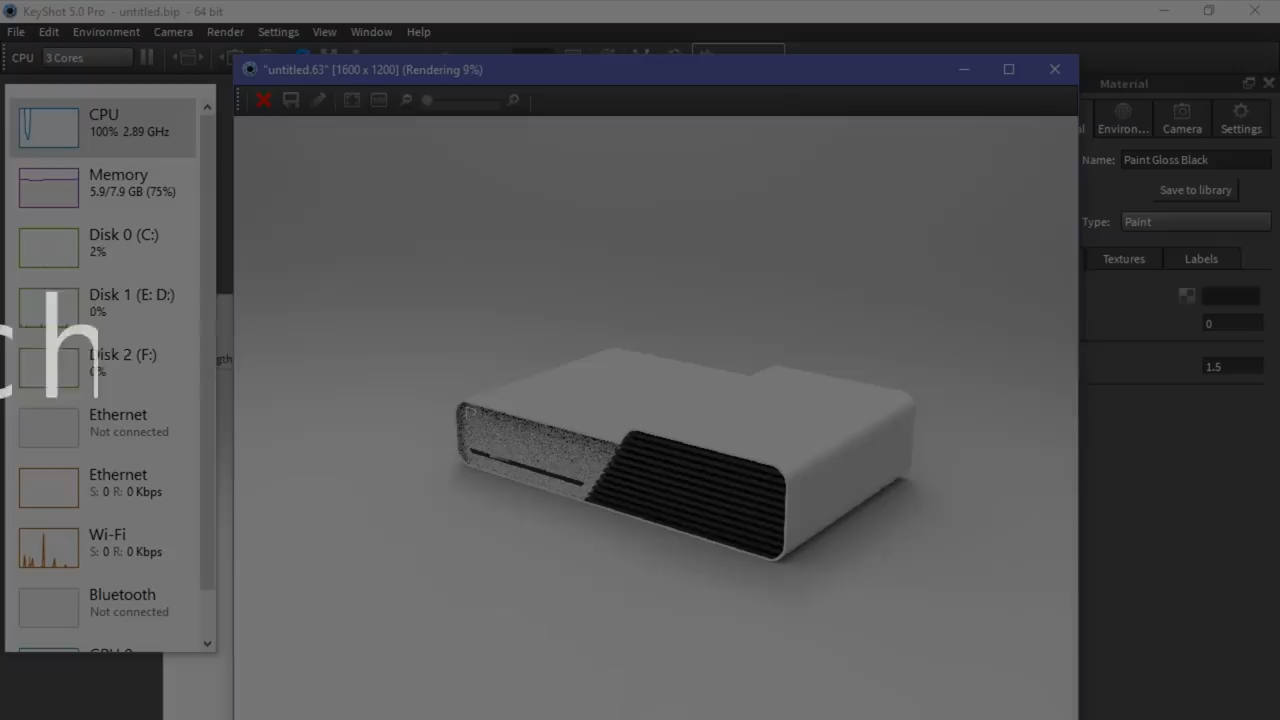 KeyShot 5.0 Pro - untitled.bip - 64 bit
File Edit Environment Camera Render Settings View Window Help
CPU 3 Cores
"untitled.63" [1600 x 1200] (Rendering 9%)
Material
Environ... Camera Settings
Name: Paint Gloss Black
Save to library
Type: Paint
Textures Labels
0
1.5
CPU
100% 2.89 GHz
Memory
5.9/7.9 GB (75%)
Disk 0 (C:)
2%
Disk 1 (E: D:)
0%
Disk 2 (F:)
0%
Ethernet
Not connected
Ethernet
S: 0 R: 0 Kbps
Wi-Fi
S: 0 R: 0 Kbps
Bluetooth
Not connected
ch